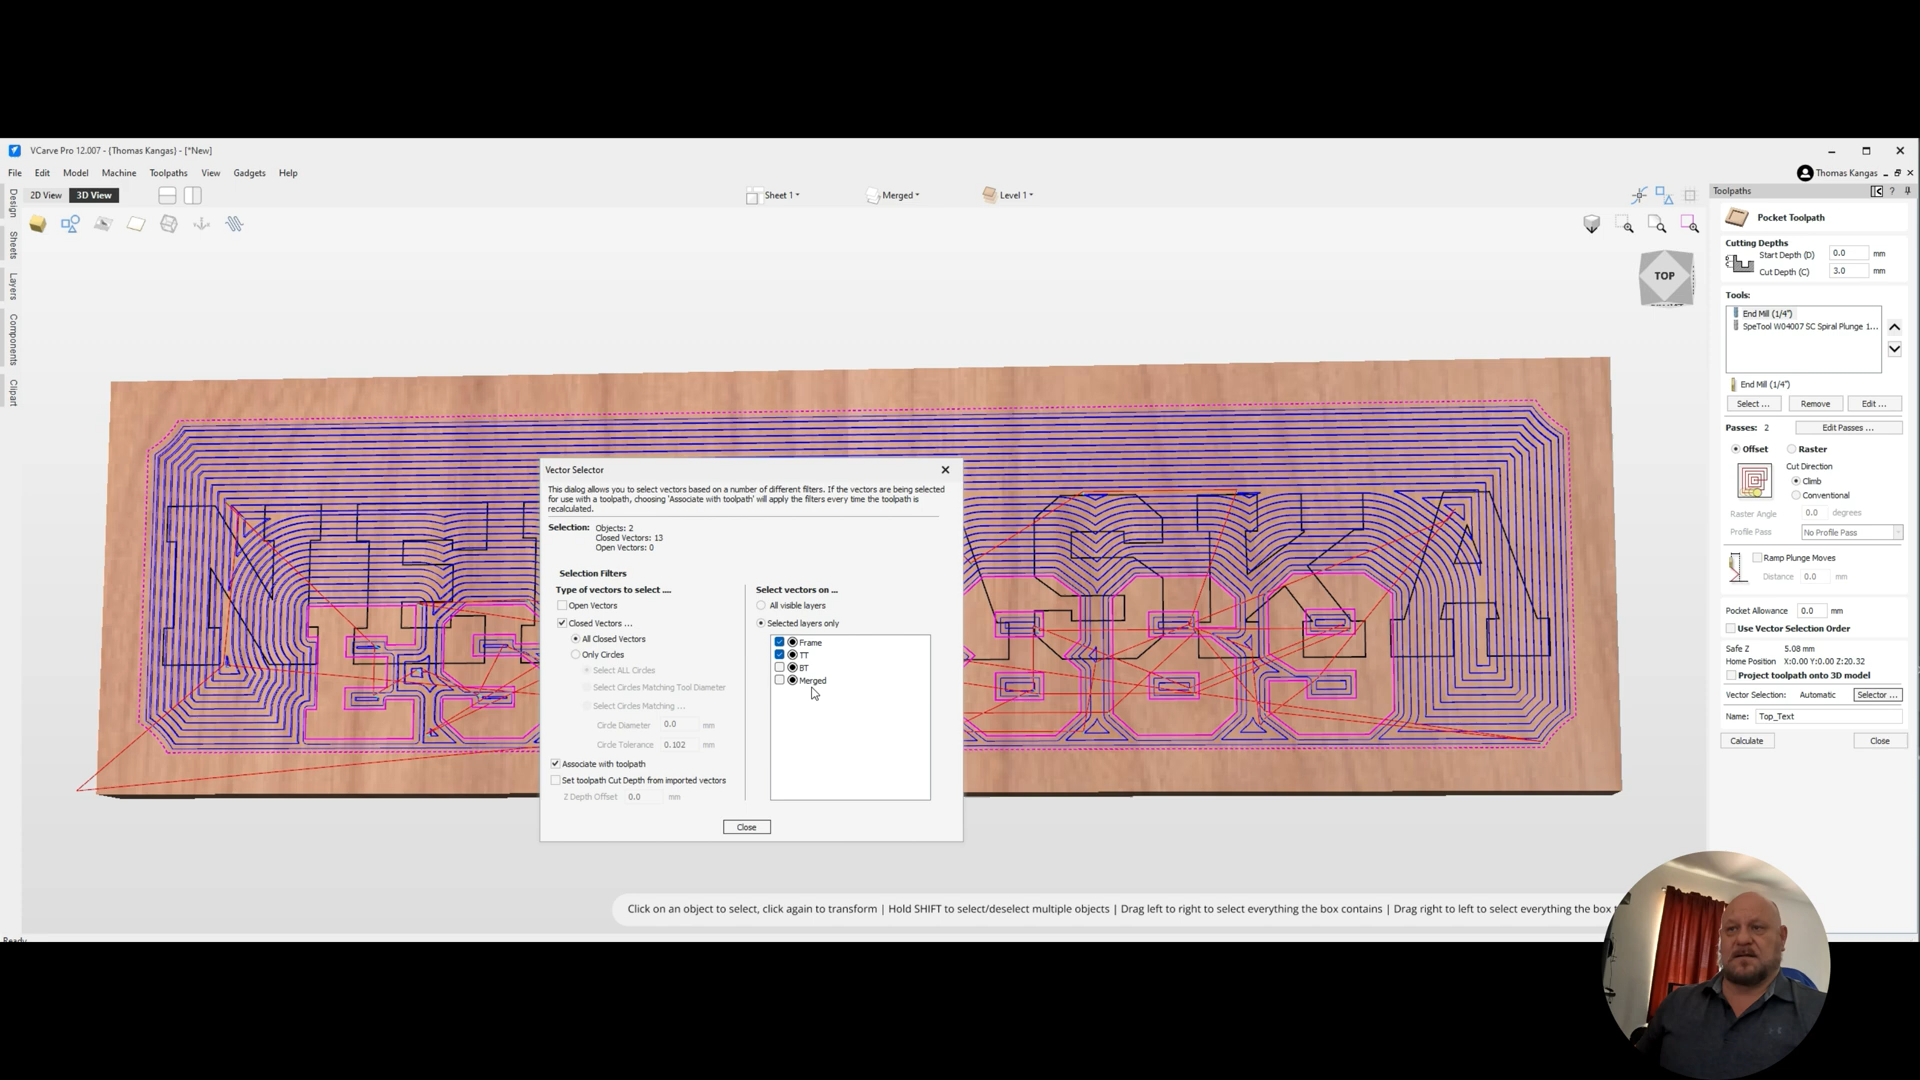 VCarve Pro 12.007 - {Thomas Kangas} - [*New]
File Edit Model Machine Toolpaths View Gadgets Help
Thomas Kangas
2D View 3D View
Sheet 1
Merged
Level 1
Design
Sheets
Layers
Components
Clipart
TOP
Vector Selector
This dialog allows you to select vectors based on a number of different filters. If the vectors are being selected
for use with a toolpath, choosing 'Associate with toolpath' will apply the filters every time the toolpath is
recalculated.
Selection: Objects: 2
Closed Vectors: 13
Open Vectors: 0
Selection Filters
Type of vectors to select ....
Open Vectors
Closed Vectors ...
All Closed Vectors
Only Circles
Select ALL Circles
Select Circles Matching Tool Diameter
Select Circles Matching ...
Circle Diameter 0.0 mm
Circle Tolerance 0.102 mm
Associate with toolpath
Set toolpath Cut Depth from imported vectors
Z Depth Offset 0.0 mm
Select vectors on ...
All visible layers
Selected layers only
Frame
TT
BT
Merged
Close
Toolpaths
Pocket Toolpath
Cutting Depths
Start Depth (D) 0.0 mm
Cut Depth (C) 3.0 mm
Tools:
End Mill (1/4")
SpeTool W04007 SC Spiral Plunge 1...
End Mill (1/4")
Select ... Remove Edit ...
Passes: 2 Edit Passes ...
Offset Raster
Cut Direction
Climb
Conventional
Raster Angle 0.0 degrees
Profile Pass No Profile Pass
Ramp Plunge Moves
Distance 0.0 mm
Pocket Allowance 0.0 mm
Use Vector Selection Order
Safe Z 5.08 mm
Home Position X:0.00 Y:0.00 Z:20.32
Project toolpath onto 3D model
Vector Selection: Automatic Selector ...
Name: Top_Text
Calculate Close
Click on an object to select, click again to transform | Hold SHIFT to select/deselect multiple objects | Drag left to right to select everything the box contains | Drag right to left to select everything the box
Ready